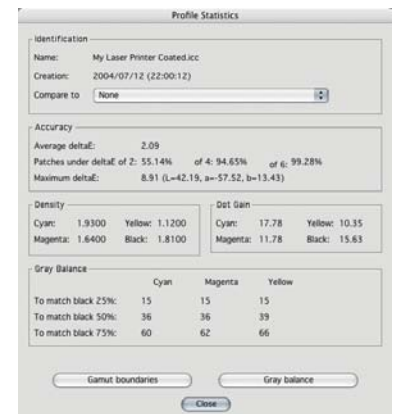 Profile Statistics
Identification
Name: My Laser Printer Coated.icc
Creation: 2004/07/12 (22:00:12)
Compare to None
Accuracy
Average deltaE: 2.09
Patches under deltaE of 2: 55.14% of 4: 94.65% of 6: 99.28%
Maximum deltaE: 8.91 (L=42.19, a=-57.52, b=13.43)
Density
Cyan: 1.9300 Yellow: 1.1200
Magenta: 1.6400 Black: 1.8100
Dot Gain
Cyan: 17.78 Yellow: 10.35
Magenta: 11.78 Black: 15.63
Gray Balance
Cyan Magenta Yellow
To match black 25%: 15 15 15
To match black 50%: 36 36 39
To match black 75%: 60 62 66
Gamut boundaries Gray balance
Close